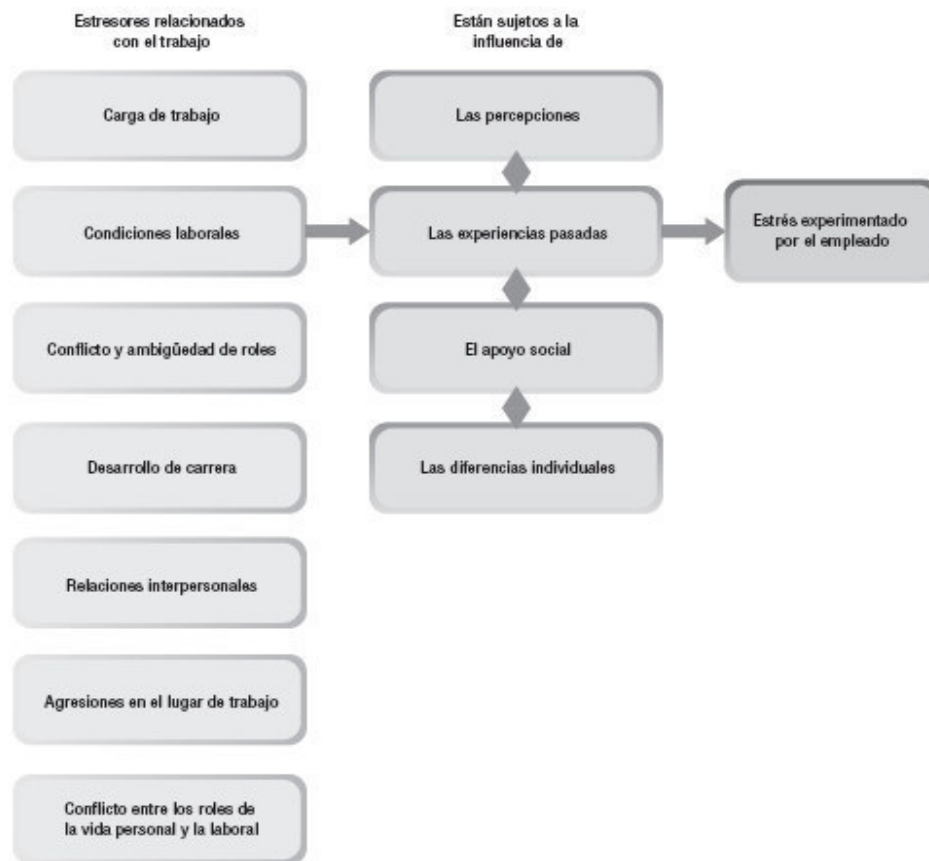 Estresores relacionados
con el trabajo
Están sujetos a la
influencia de
Carga de trabajo
Las percepciones
Condiciones laborales
Las experiencias pasadas
Estrés experimentado
por el empleado
Conflicto y ambigüedad de roles
El apoyo social
Desarrollo de carrera
Las diferencias individuales
Relaciones interpersonales
Agresiones en el lugar de trabajo
Conflicto entre los roles de
la vida personal y la laboral